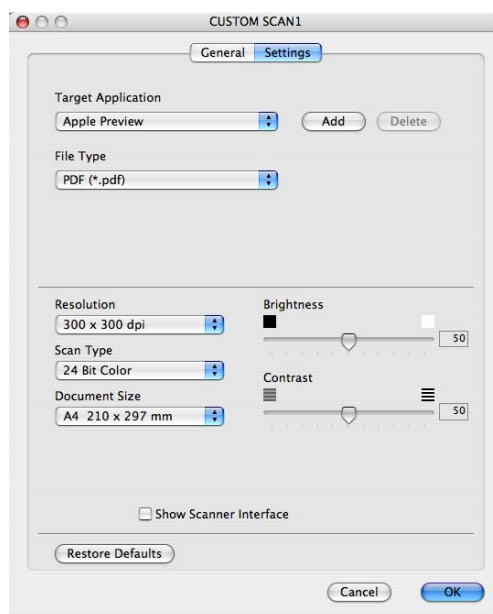 CUSTOM SCAN1
General Settings
Target Application
Apple Preview Add Delete
File Type
PDF (*.pdf)
Resolution Brightness
300 x 300 dpi 50
Scan Type
24 Bit Color
Contrast
Document Size
A4 210 x 297 mm 50
Show Scanner Interface
Restore Defaults
Cancel OK